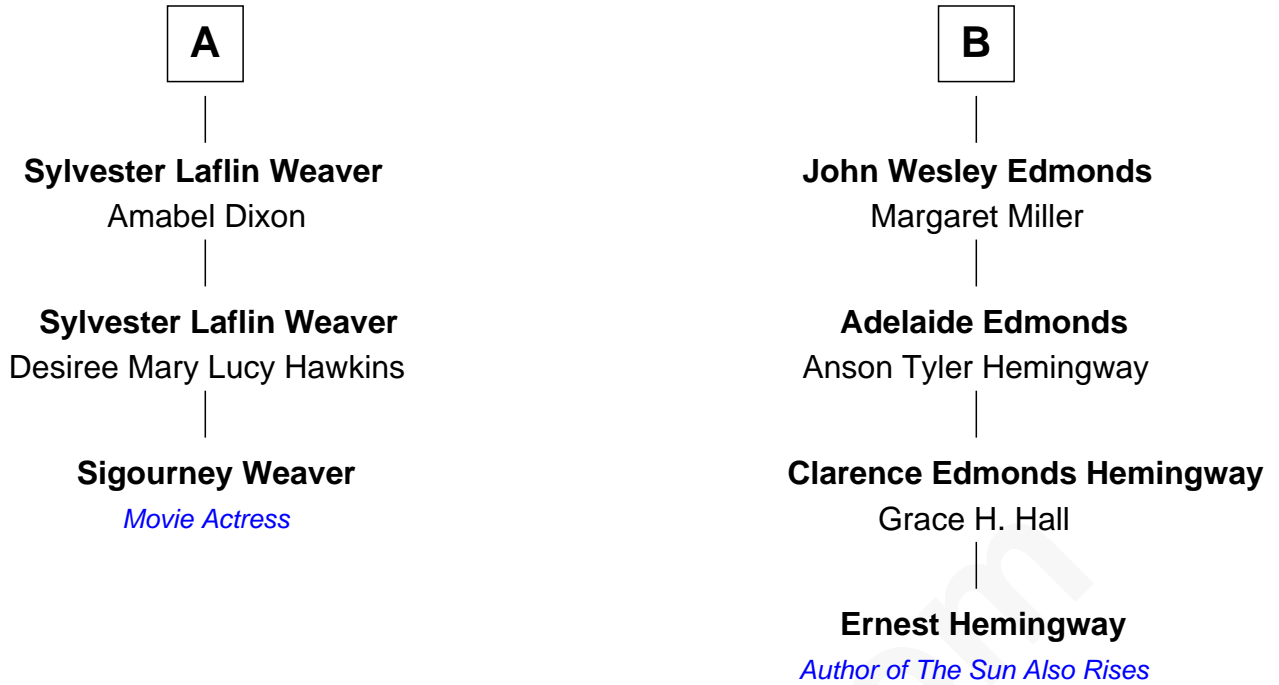 A
Sylvester Laflin Weaver
Amabel Dixon
Sylvester Laflin Weaver
Desiree Mary Lucy Hawkins
Sigourney Weaver
Movie Actress
B
John Wesley Edmonds
Margaret Miller
Adelaide Edmonds
Anson Tyler Hemingway
Clarence Edmonds Hemingway
Grace H. Hall
Ernest Hemingway
Author of The Sun Also Rises